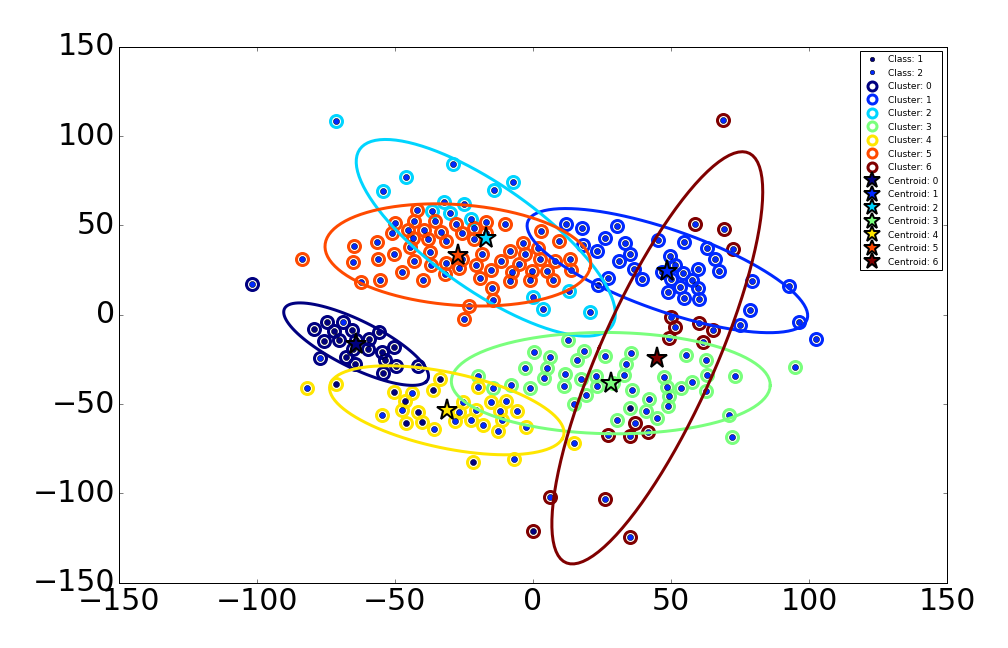 150
100
50
0
−50
−100
−150
−150
−100
−50
0
50
100
150
Class: 1
Class: 2
Cluster: 0
Cluster: 1
Cluster: 2
Cluster: 3
Cluster: 4
Cluster: 5
Cluster: 6
Centroid: 0
Centroid: 1
Centroid: 2
Centroid: 3
Centroid: 4
Centroid: 5
Centroid: 6